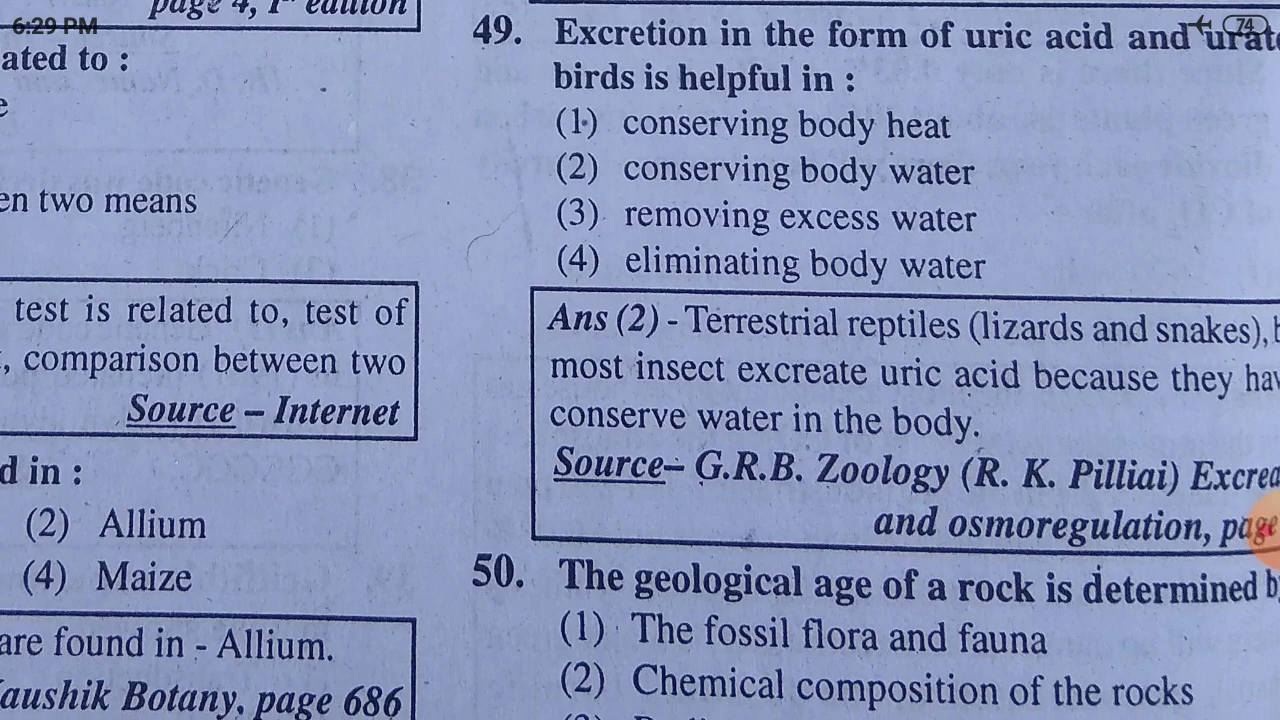 6:29 PM
74
page 4, 1st edition
ated to :
en two means
test is related to, test of
, comparison between two
Source – Internet
d in :
(2) Allium
(4) Maize
are found in - Allium.
aushik Botany, page 686
49. Excretion in the form of uric acid and urate
birds is helpful in :
(1) conserving body heat
(2) conserving body water
(3) removing excess water
(4) eliminating body water
Ans (2) - Terrestrial reptiles (lizards and snakes),
most insect excreate uric acid because they hav
conserve water in the body.
Source– G.R.B. Zoology (R. K. Pilliai) Excrea
and osmoregulation, page
50. The geological age of a rock is determined b
(1) The fossil flora and fauna
(2) Chemical composition of the rocks